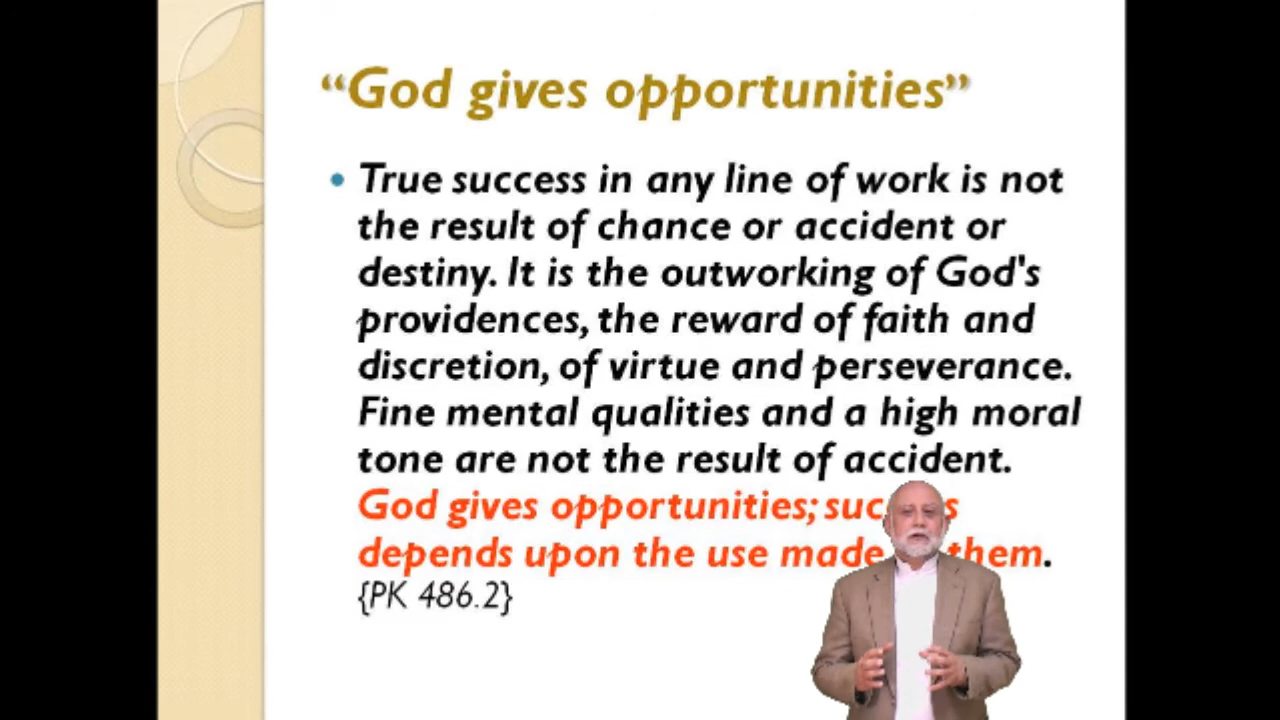 “God gives opportunities”
• True success in any line of work is not
the result of chance or accident or
destiny. It is the outworking of God's
providences, the reward of faith and
discretion, of virtue and perseverance.
Fine mental qualities and a high moral
tone are not the result of accident.
God gives opportunities; success
depends upon the use made them.
{PK 486.2}